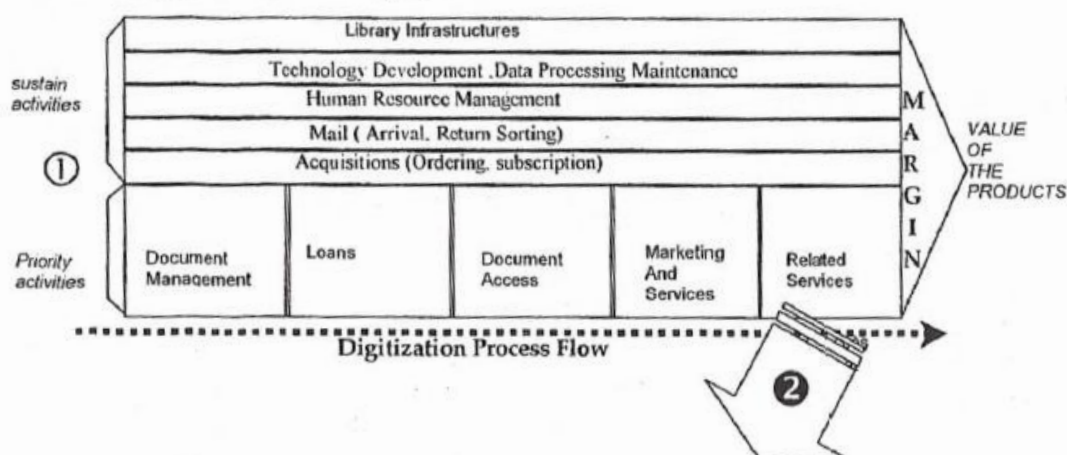 Library Infrastructures
Technology Development ,Data Processing Maintenance
sustain
activities
Human Resource Management
Mail ( Arrival, Return Sorting)
①
Acquisitions (Ordering, subscription)
Priority
activities
Document
Management
Loans
Document
Access
Marketing
And
Services
Related
Services
MARGIN
VALUE
OF
THE
PRODUCTS
Digitization Process Flow
❷